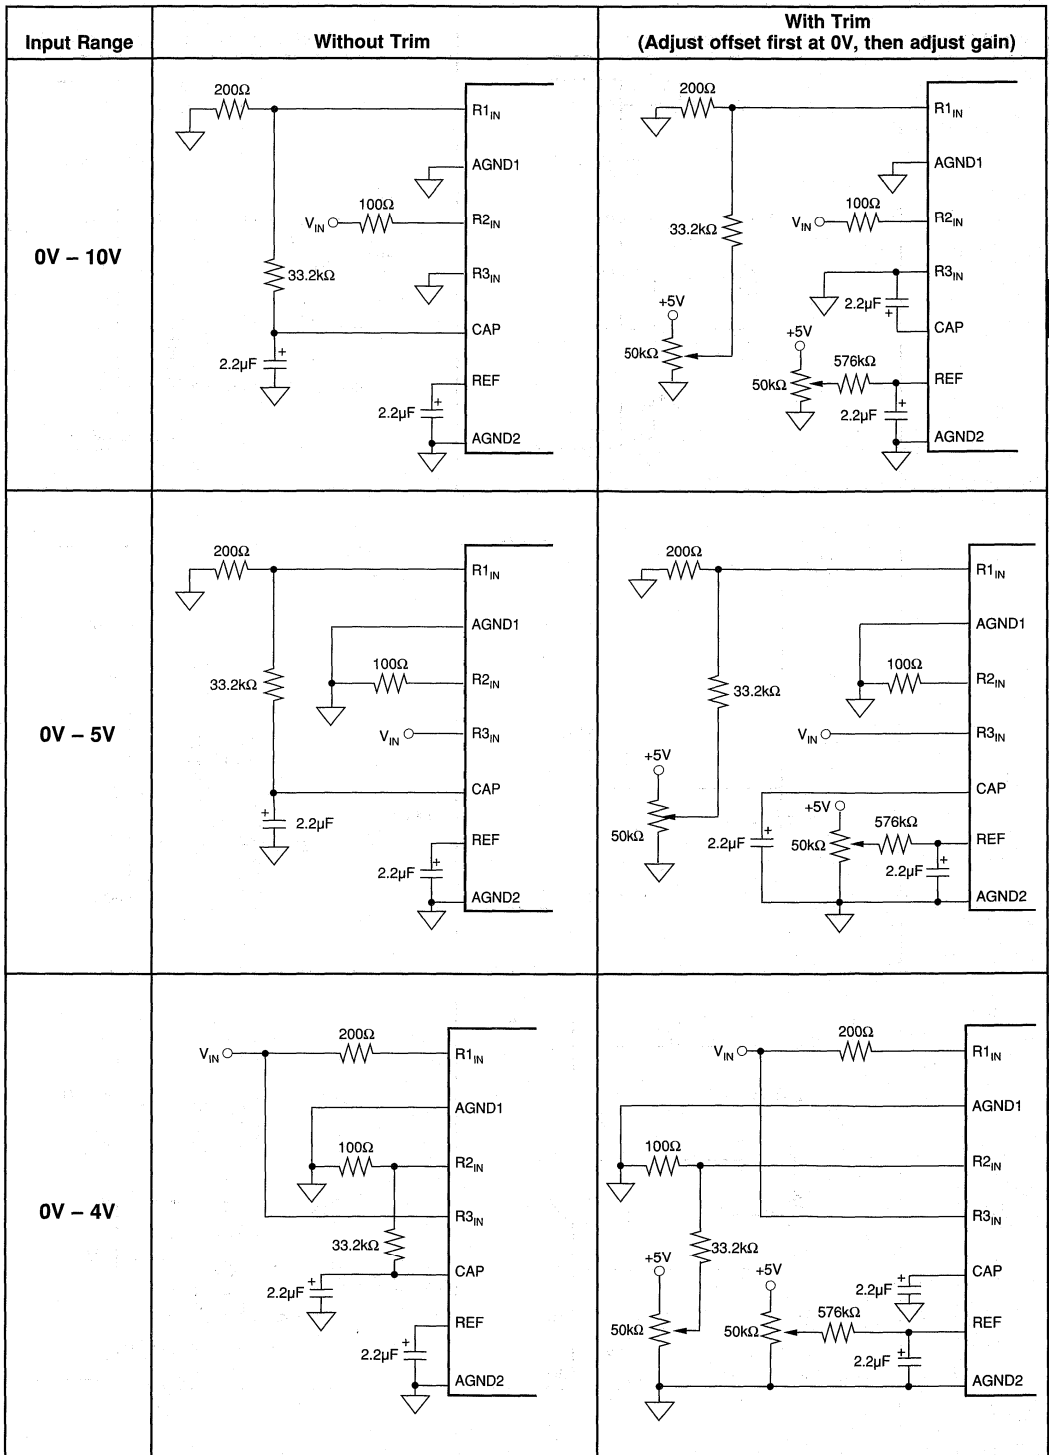 Input Range
Without Trim
With Trim
(Adjust offset first at 0V, then adjust gain)
0V – 10V
200Ω
R1IN
AGND1
100Ω
VIN
R2IN
33.2kΩ
R3IN
CAP
2.2µF
+
REF
2.2µF
+
AGND2
200Ω
R1IN
AGND1
100Ω
VIN
R2IN
33.2kΩ
R3IN
2.2µF
+
+5V
CAP
+5V
50kΩ
576kΩ
REF
50kΩ
+
2.2µF
AGND2
0V – 5V
200Ω
R1IN
AGND1
100Ω
33.2kΩ
R2IN
VIN
R3IN
CAP
+
2.2µF
REF
+
2.2µF
AGND2
200Ω
R1IN
AGND1
100Ω
R2IN
33.2kΩ
VIN
R3IN
+5V
CAP
+5V
576kΩ
50kΩ
+
2.2µF
50kΩ
REF
+
2.2µF
AGND2
0V – 4V
200Ω
VIN
R1IN
AGND1
100Ω
R2IN
R3IN
33.2kΩ
CAP
+
2.2µF
REF
+
2.2µF
AGND2
200Ω
VIN
R1IN
AGND1
100Ω
R2IN
R3IN
33.2kΩ
+5V
+5V
CAP
+
2.2µF
576kΩ
50kΩ
50kΩ
REF
+
2.2µF
AGND2